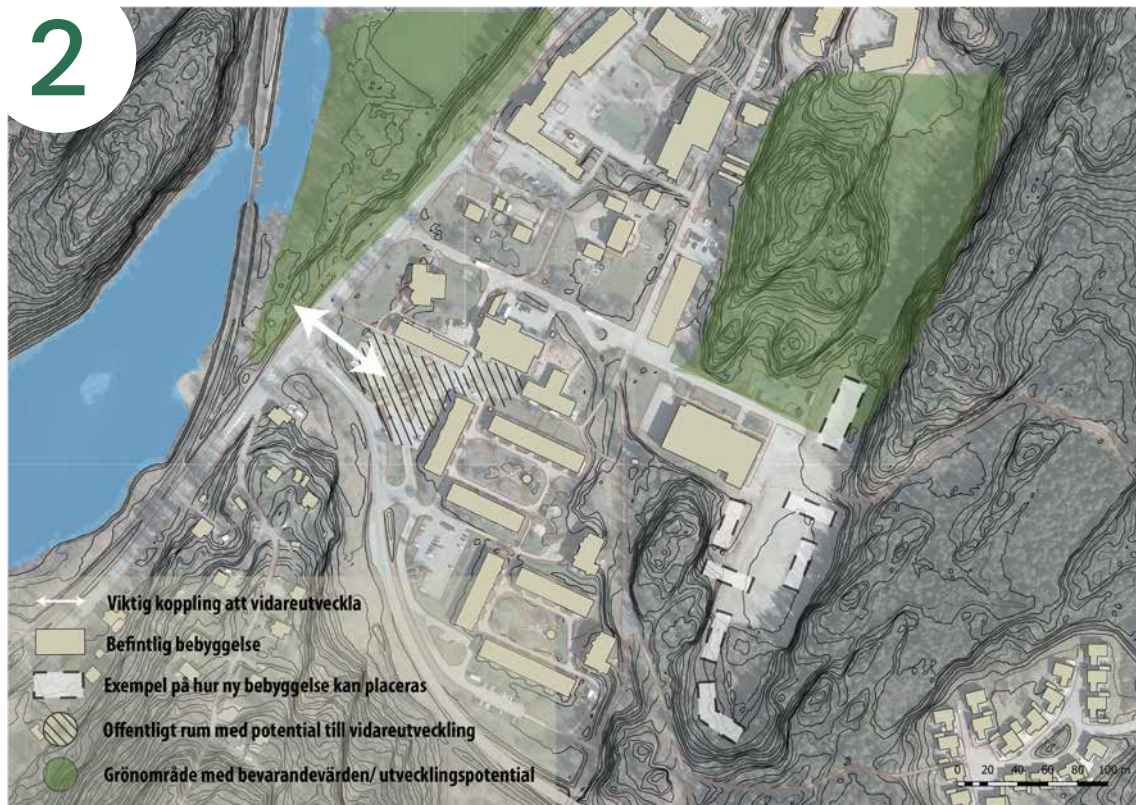 2
Viktig koppling att vidareutveckla
Befintlig bebyggelse
Exempel på hur ny bebyggelse kan placeras
Offentligt rum med potential till vidareutveckling
Grönområde med bevarandevärden/ utvecklingspotential
0 20 40 60 80 100 m